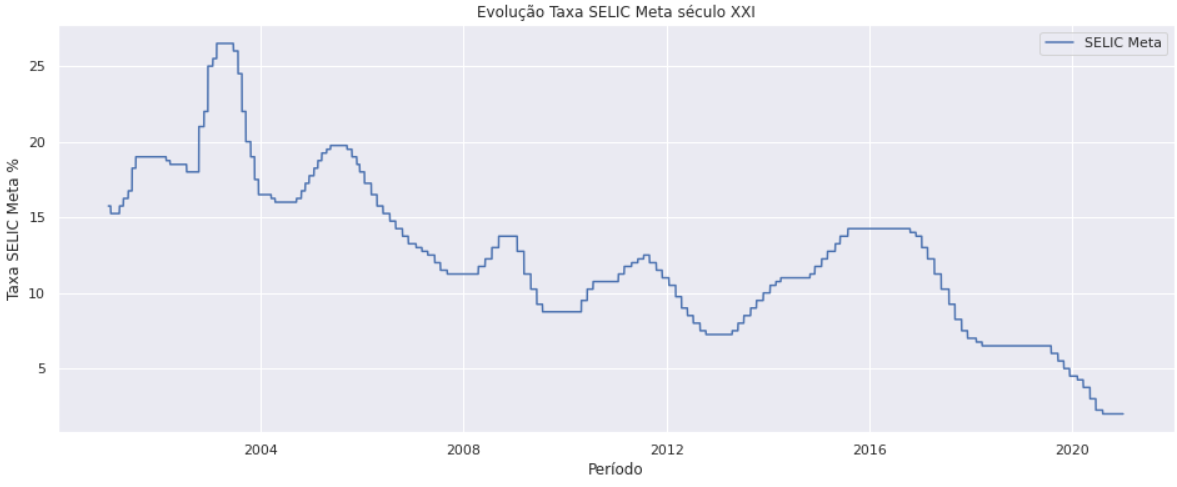 Evolução Taxa SELIC Meta século XXI
SELIC Meta
Taxa SELIC Meta %
25
20
15
10
5
2004
2008
2012
2016
2020
Período